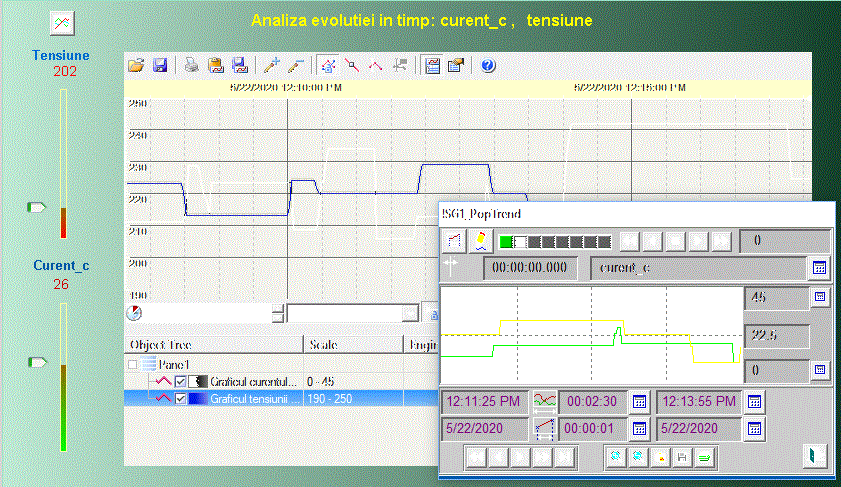 Analiza evolutiei in timp: curent_c ,  tensiune
Tensiune
202
5/22/2020 12:10:00 PM
5/22/2020 12:15:00 PM
250
240
230
220
210
200
190
Curent_c
26
Object Tree
Scale
Engin
Pane1
Graficul curentul...
0 - 45
Graficul tensiunii ...
190 - 250
!SG1_PopTrend
0
00:00:00.000
curent_c
45
22.5
0
12:11:25 PM
00:02:30
12:13:55 PM
5/22/2020
00:00:01
5/22/2020